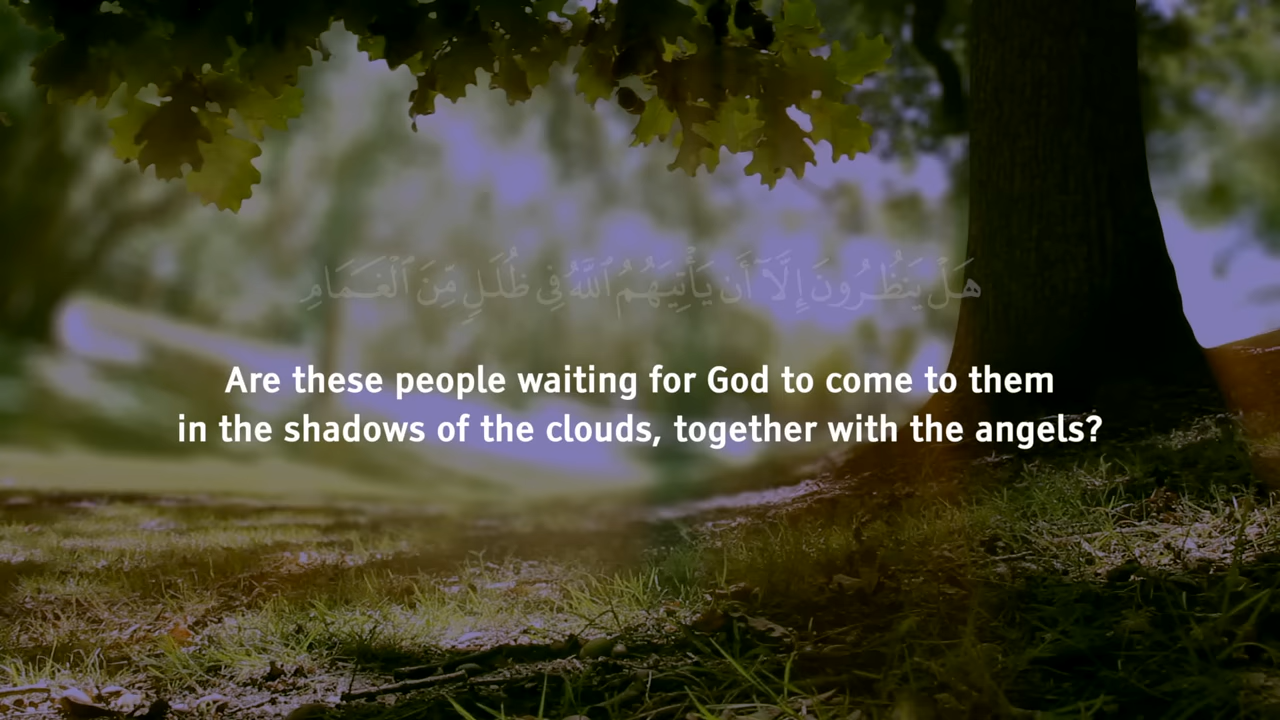 هَلْ يَنظُرُونَ إِلَّآ أَن يَأْتِيَهُمُ ٱللَّهُ فِى ظُلَلٍ مِّنَ ٱلْغَمَامِ
Are these people waiting for God to come to them
in the shadows of the clouds, together with the angels?